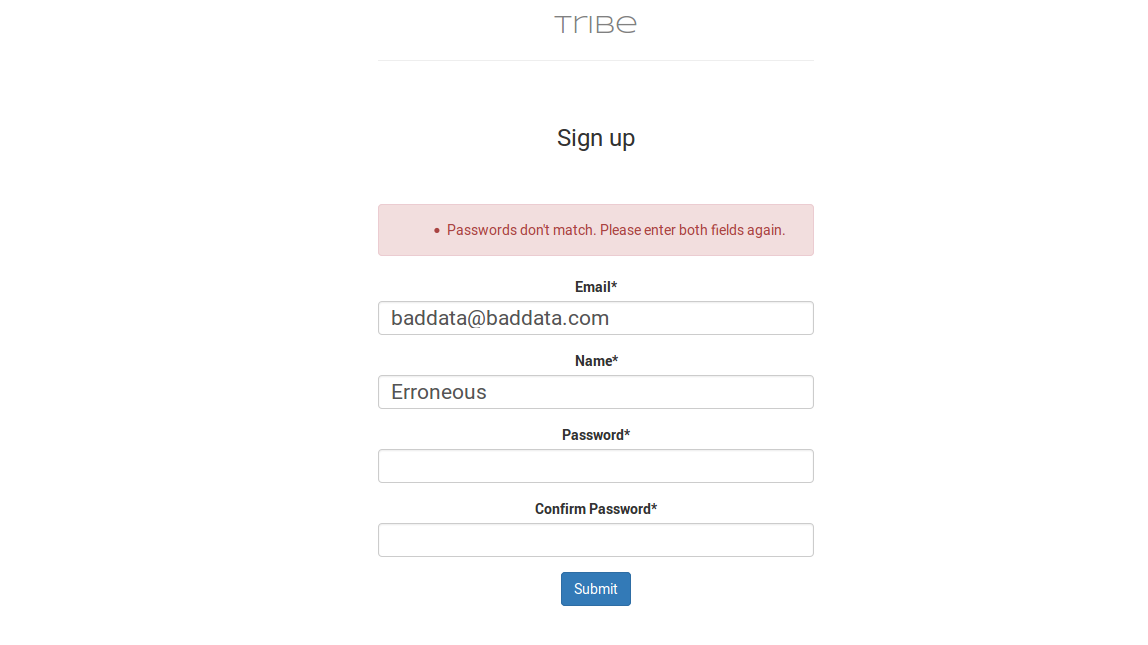 TriBe
Sign up
• Passwords don't match. Please enter both fields again.
Email*
baddata@baddata.com
Name*
Erroneous
Password*
Confirm Password*
Submit